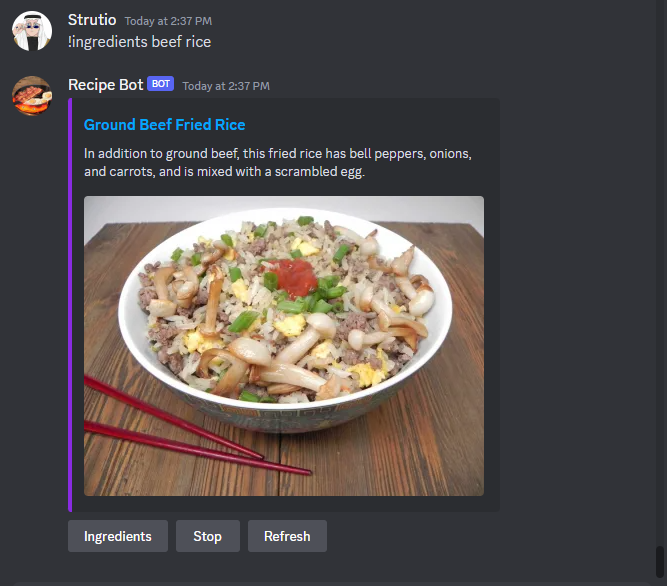 Strutio Today at 2:37 PM
!ingredients beef rice
Recipe Bot BOT Today at 2:37 PM
Ground Beef Fried Rice
In addition to ground beef, this fried rice has bell peppers, onions,
and carrots, and is mixed with a scrambled egg.
Ingredients Stop Refresh